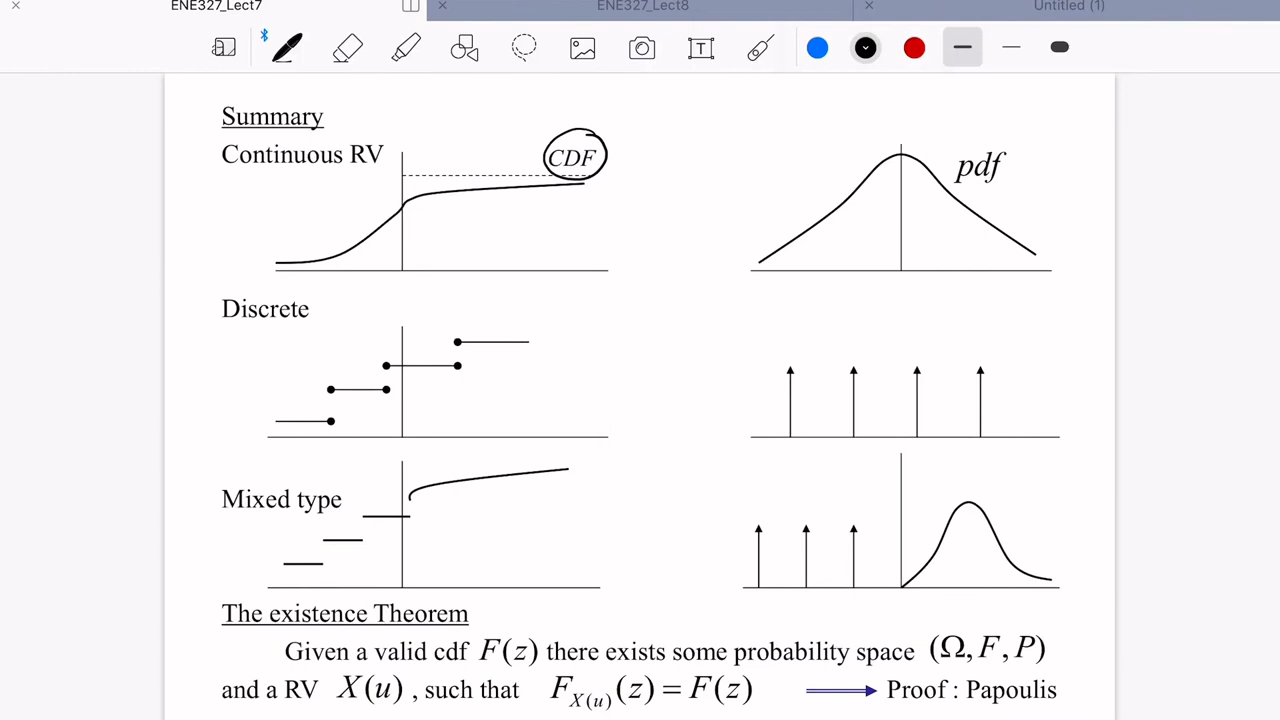 ENE327_Lect7 ENE327_Lect8 Untitled (1)
T
Summary
Continuous RV CDF pdf
Discrete
Mixed type
The existence Theorem
Given a valid cdf F(z) there exists some probability space (Ω, F, P)
and a RV X(u) , such that F_{X(u)}(z) = F(z) Proof : Papoulis